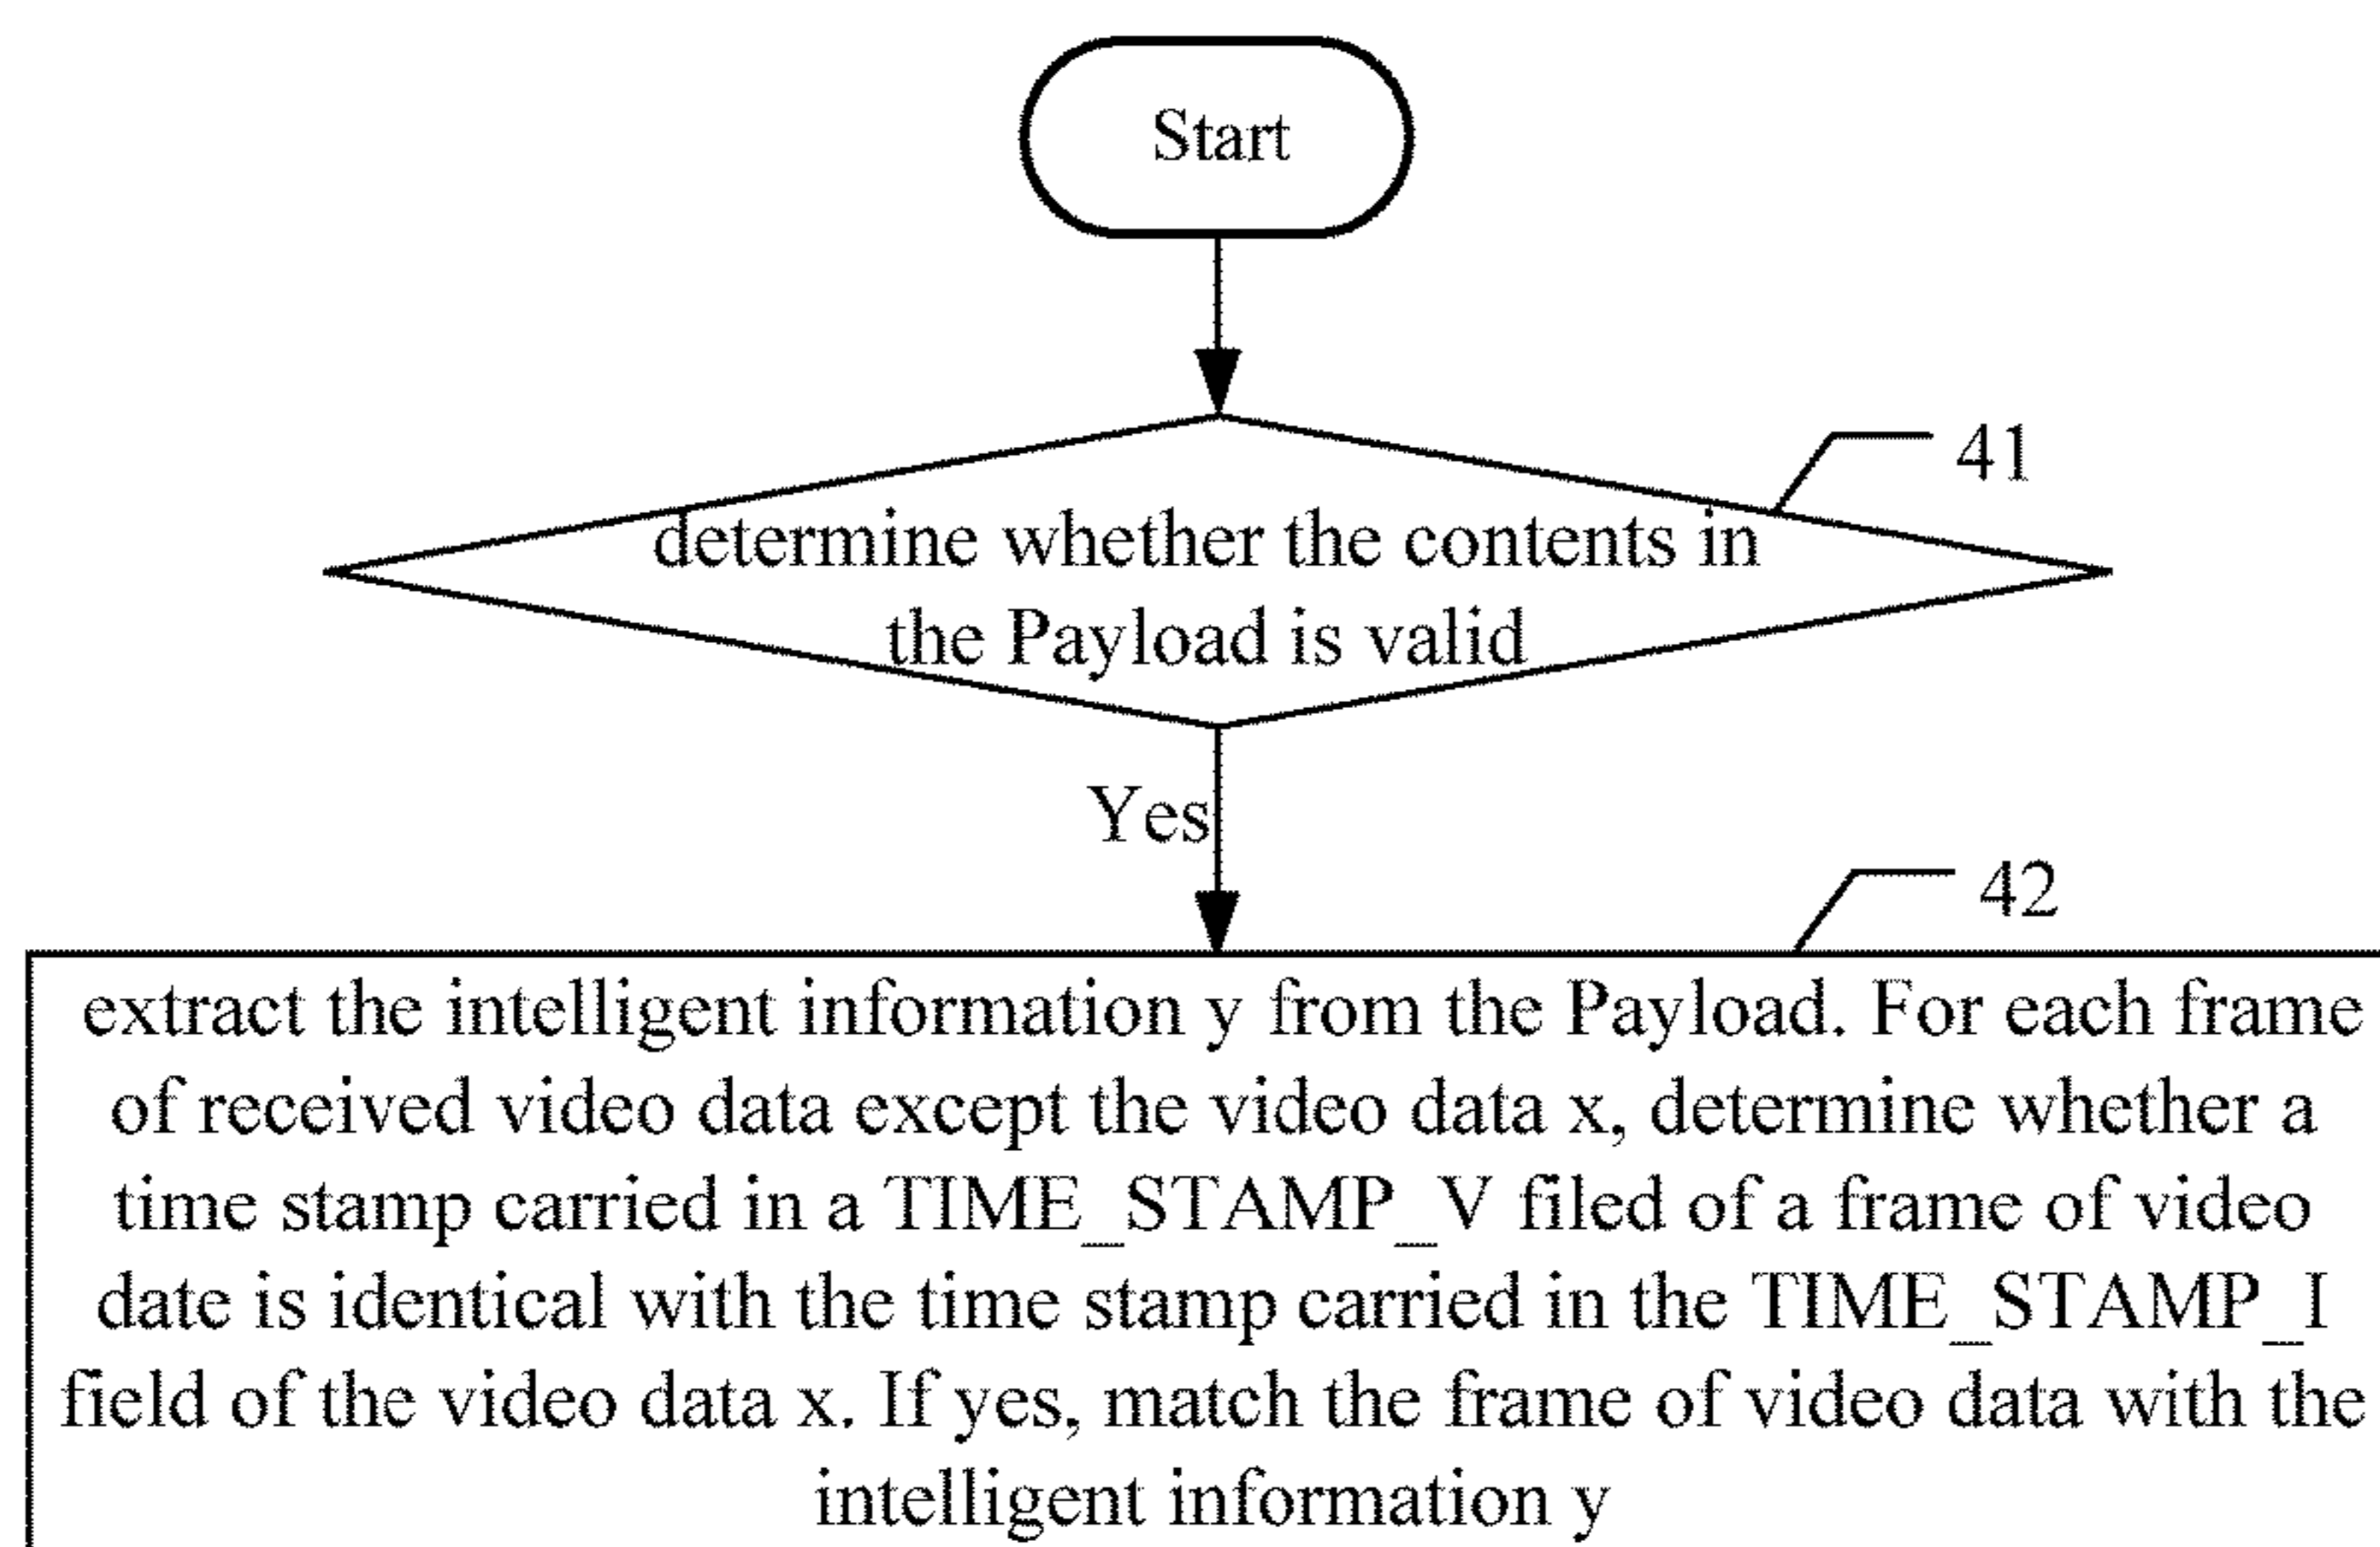 Start
41
determine whether the contents in
the Payload is valid
Yes
42
extract the intelligent information y from the Payload. For each frame
of received video data except the video data x, determine whether a
time stamp carried in a TIME_STAMP_V filed of a frame of video
date is identical with the time stamp carried in the TIME_STAMP_I
field of the video data x. If yes, match the frame of video data with the
intelligent information y